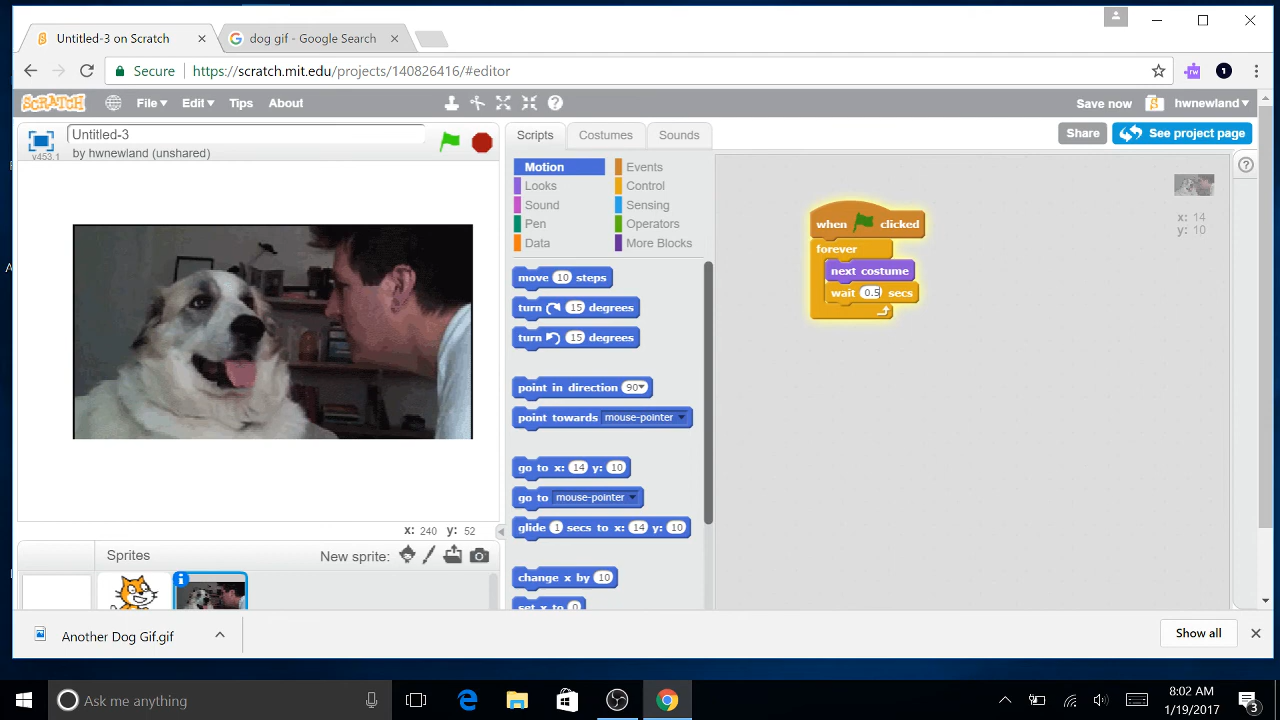 Untitled-3 on Scratch
dog gif - Google Search
Secure
https://scratch.mit.edu/projects/140826416/#editor
rw
1
SCRATCH
File
Edit
Tips
About
Save now
hwnewland
Untitled-3
by hwnewland (unshared)
v453.1
Scripts
Costumes
Sounds
Share
See project page
Motion
Looks
Sound
Pen
Data
Events
Control
Sensing
Operators
More Blocks
move 10 steps
turn 15 degrees
turn 15 degrees
point in direction 90
point towards mouse-pointer
go to x: 14 y: 10
go to mouse-pointer
glide 1 secs to x: 14 y: 10
change x by 10
set x to 0
when clicked
forever
next costume
wait 0.5 secs
x: 14
y: 10
x: 240 y: 52
Sprites
New sprite:
Another Dog Gif.gif
Show all
Ask me anything
8:02 AM
1/19/2017
3